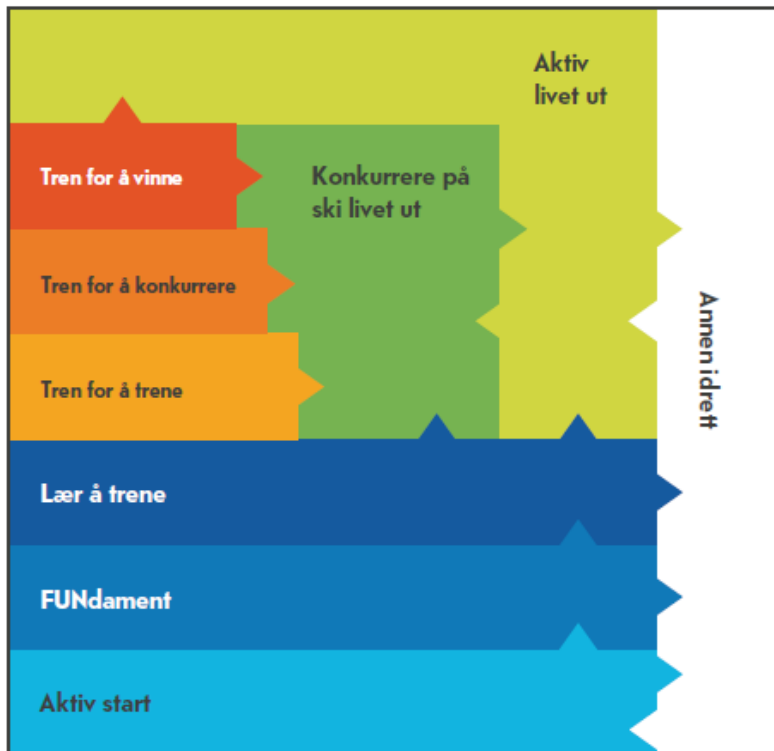 Aktiv
livet ut
Tren for å vinne
Konkurrere på
ski livet ut
Tren for å konkurrere
Tren for å trene
Annen idrett
Lær å trene
FUNdament
Aktiv start